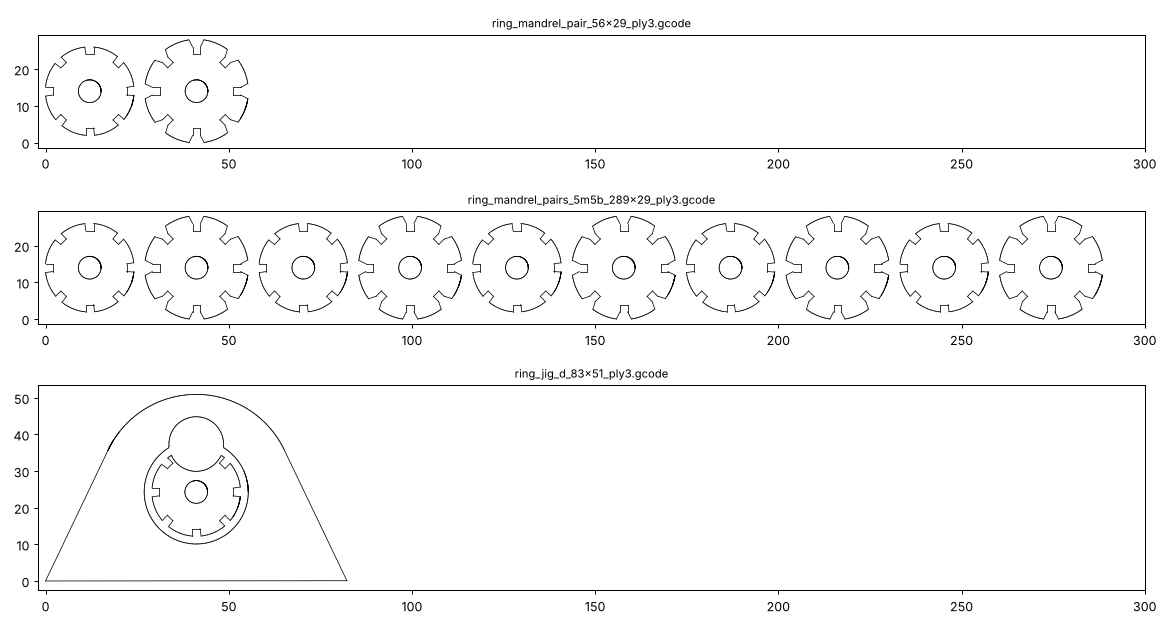 ring_mandrel_pair_56×29_ply3.gcode
20
10
0
0 50 100 150 200 250 300
ring_mandrel_pairs_5m5b_289×29_ply3.gcode
20
10
0
0 50 100 150 200 250 300
ring_jig_d_83×51_ply3.gcode
50
40
30
20
10
0
0 50 100 150 200 250 300